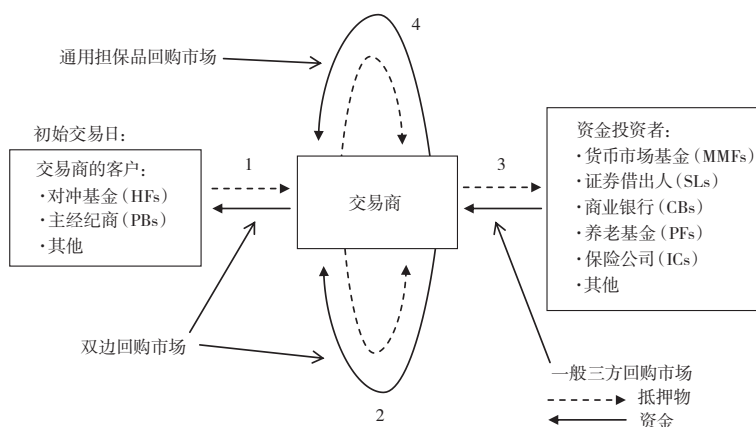 4
通用担保品回购市场
初始交易日：
交易商的客户：
·对冲基金（HFs）
·主经纪商（PBs）
·其他
1
交易商
3
资金投资者：
·货币市场基金（MMFs）
·证券借出人（SLs）
·商业银行（CBs）
·养老基金（PFs）
·保险公司（ICs）
·其他
双边回购市场
2
一般三方回购市场
抵押物
资金